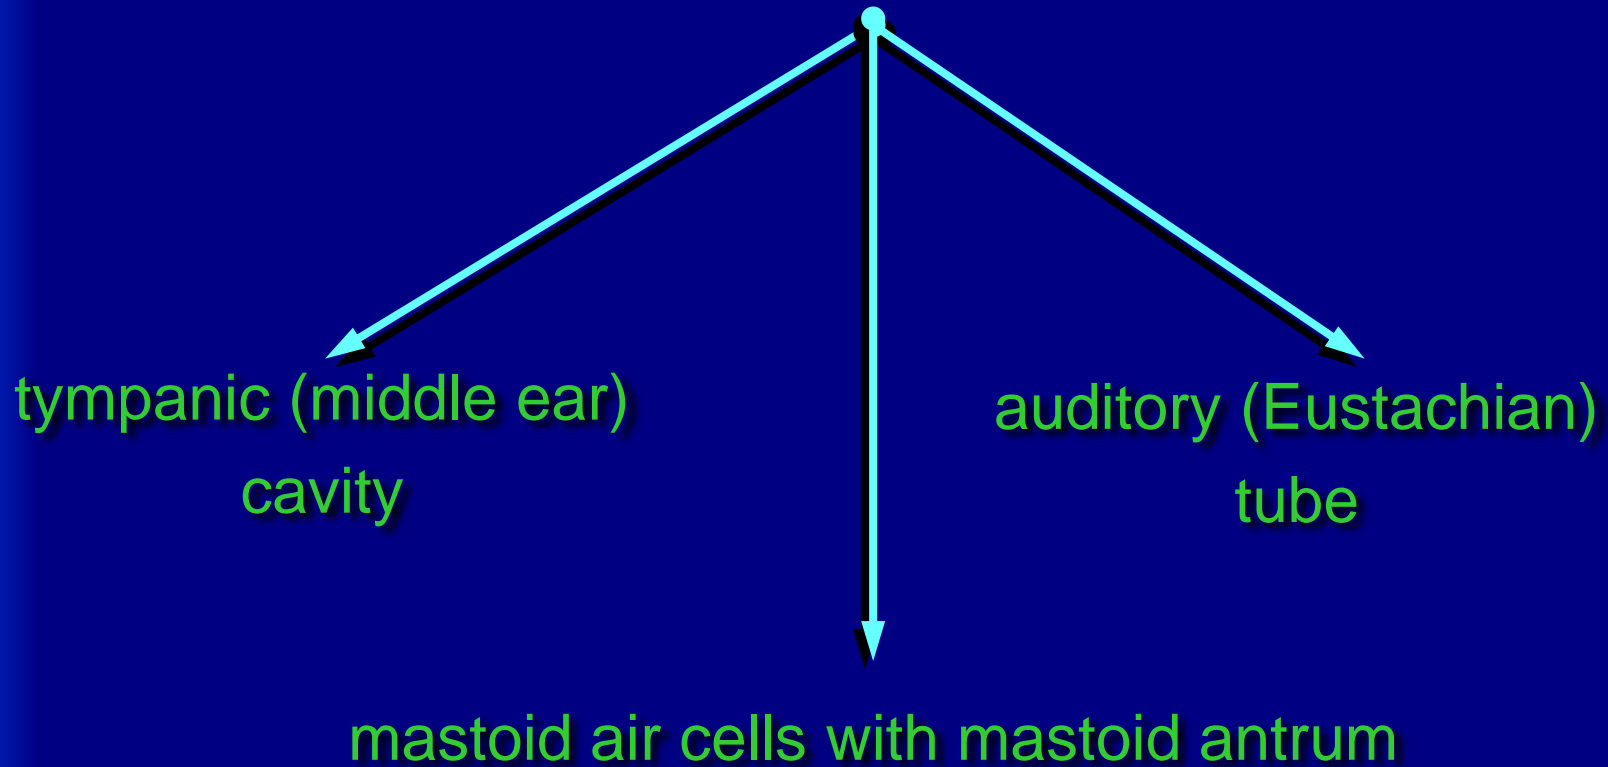 tympanic (middle ear)
cavity
auditory (Eustachian)
tube
mastoid air cells with mastoid antrum